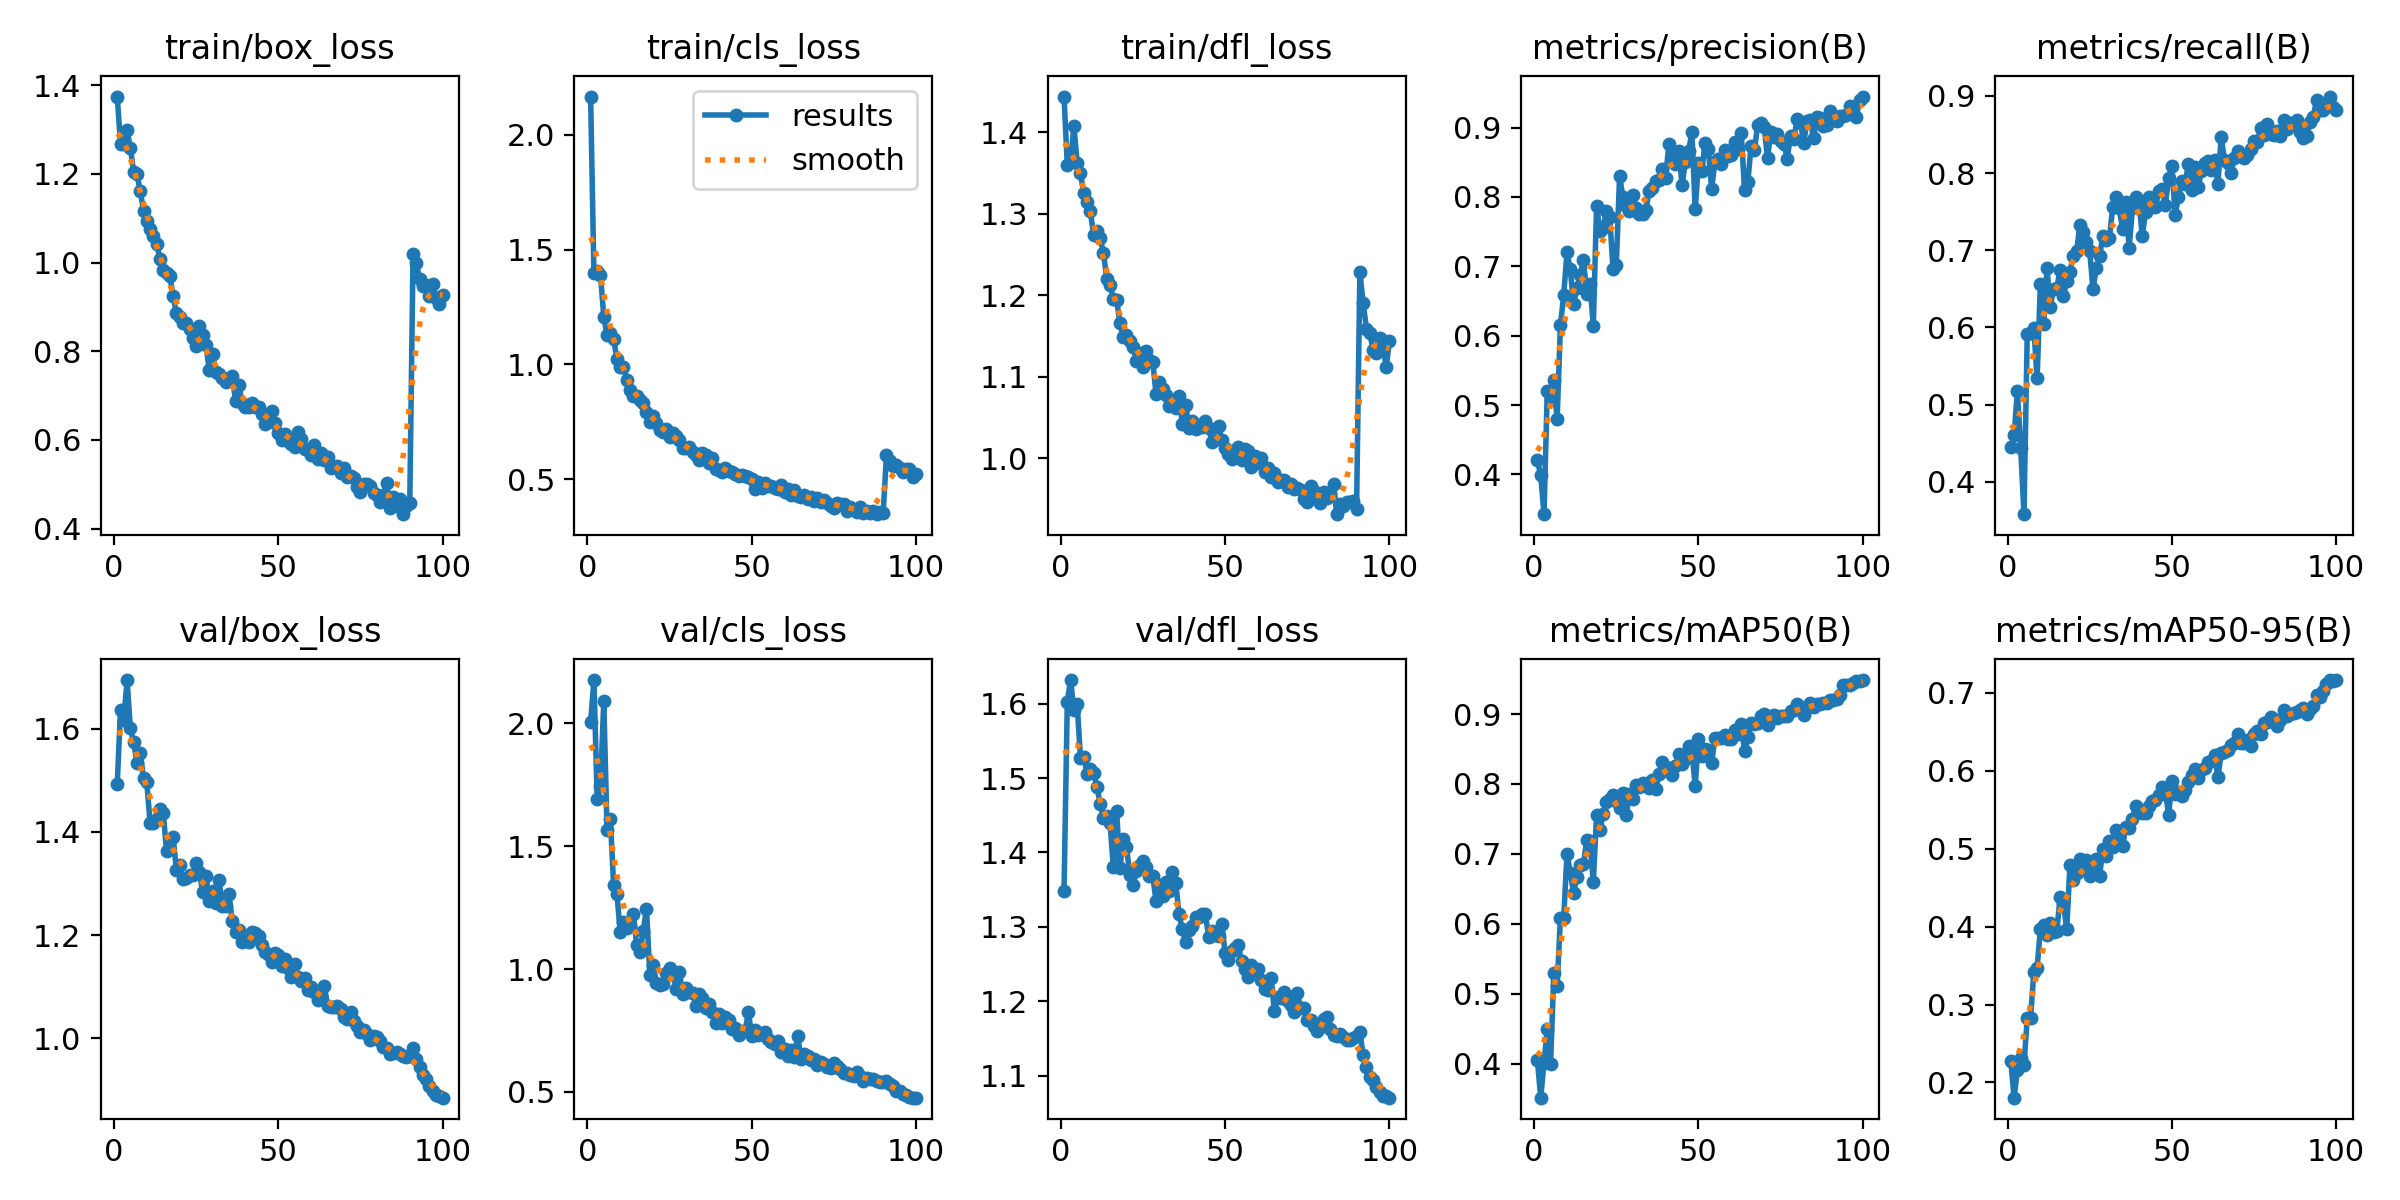 train/box_loss
1.4
1.2
1.0
0.8
0.6
0.4
0 50 100
train/cls_loss
results
smooth
2.0
1.5
1.0
0.5
0 50 100
train/dfl_loss
1.4
1.3
1.2
1.1
1.0
0 50 100
metrics/precision(B)
0.9
0.8
0.7
0.6
0.5
0.4
0 50 100
metrics/recall(B)
0.9
0.8
0.7
0.6
0.5
0.4
0 50 100
val/box_loss
1.6
1.4
1.2
1.0
0 50 100
val/cls_loss
2.0
1.5
1.0
0.5
0 50 100
val/dfl_loss
1.6
1.5
1.4
1.3
1.2
1.1
0 50 100
metrics/mAP50(B)
0.9
0.8
0.7
0.6
0.5
0.4
0 50 100
metrics/mAP50-95(B)
0.7
0.6
0.5
0.4
0.3
0.2
0 50 100